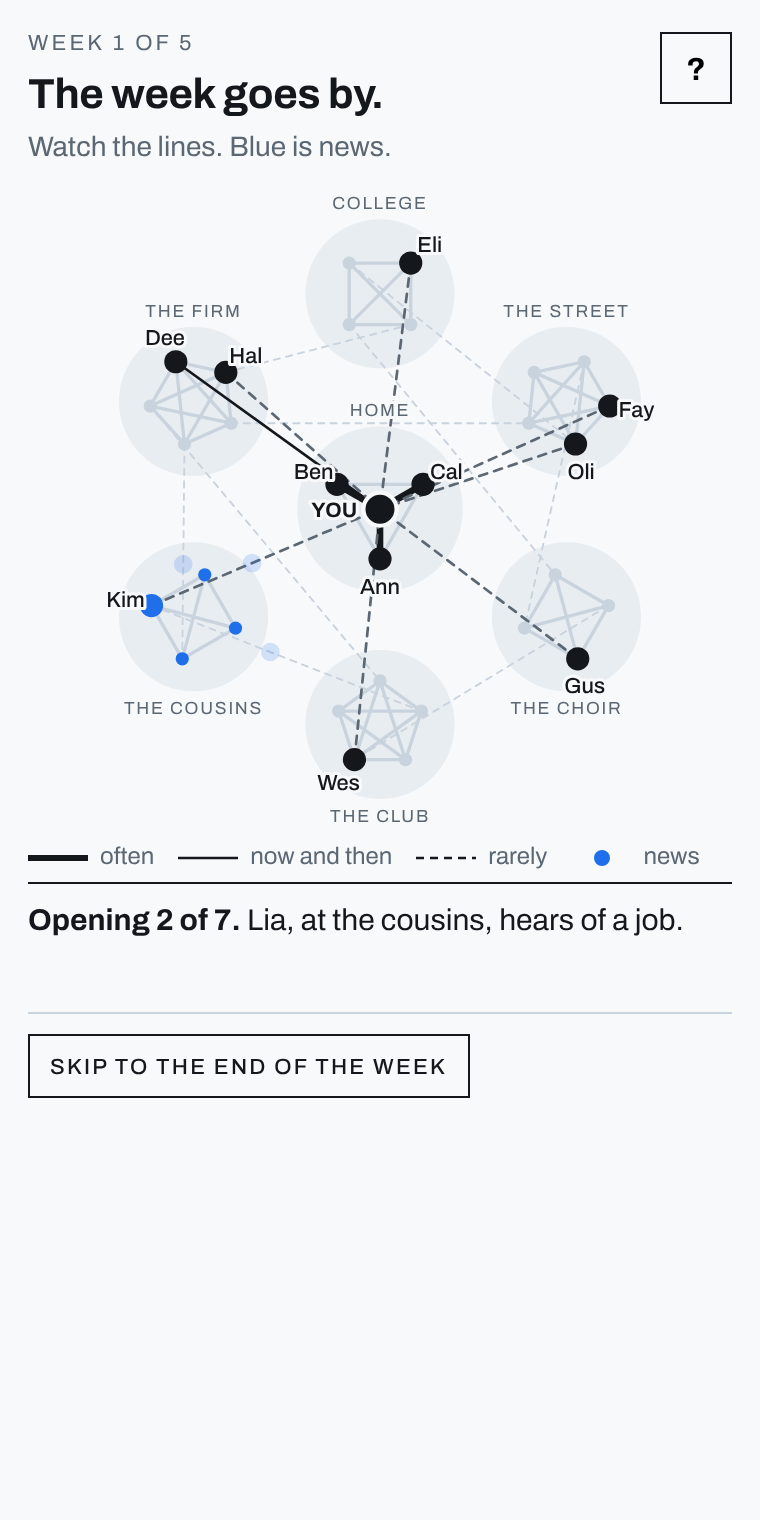 WEEK 1 OF 5
?
The week goes by.
Watch the lines. Blue is news.
COLLEGE
Eli
THE FIRM
THE STREET
Dee
Hal
HOME
Fay
Ben
Cal
Oli
YOU
Ann
Kim
Gus
THE COUSINS
THE CHOIR
Wes
THE CLUB
often
now and then
rarely
news
Opening 2 of 7. Lia, at the cousins, hears of a job.
SKIP TO THE END OF THE WEEK